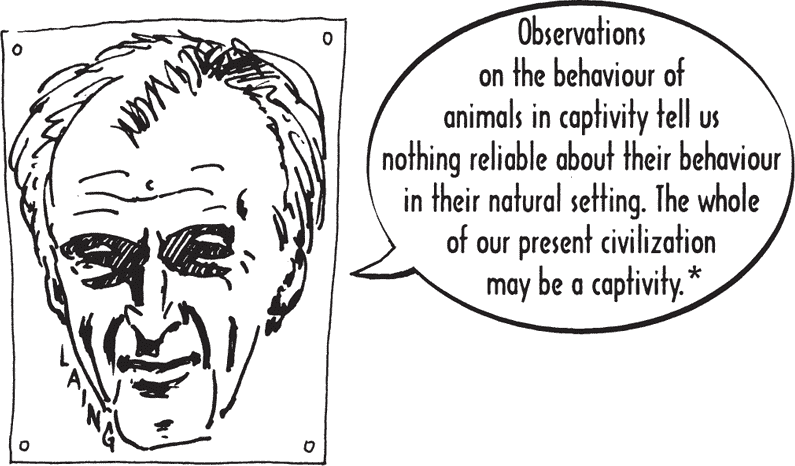 Observations
on the behaviour of
animals in captivity tell us
nothing reliable about their behaviour
in their natural setting. The whole
of our present civilization
may be a captivity.*
LAING